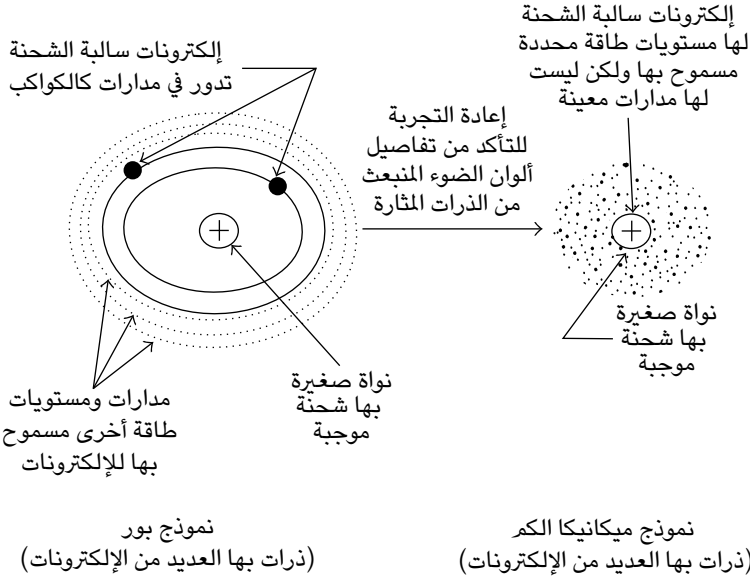 إلكترونات سالبة الشحنة
تدور في مدارات كالكواكب
إعادة التجربة
للتأكد من تفاصيل
ألوان الضوء المنبعث
من الذرات المثارة
إلكترونات سالبة الشحنة
لها مستويات طاقة محددة
مسموح بها ولكن ليست
لها مدارات معينة
+
+
نواة صغيرة
بها شحنة
موجبة
نواة صغيرة
بها شحنة
موجبة
مدارات ومستويات
طاقة أخرى مسموح
بها للإلكترونات
نموذج بور
(ذرات بها العديد من الإلكترونات)
نموذج ميكانيكا الكم
(ذرات بها العديد من الإلكترونات)